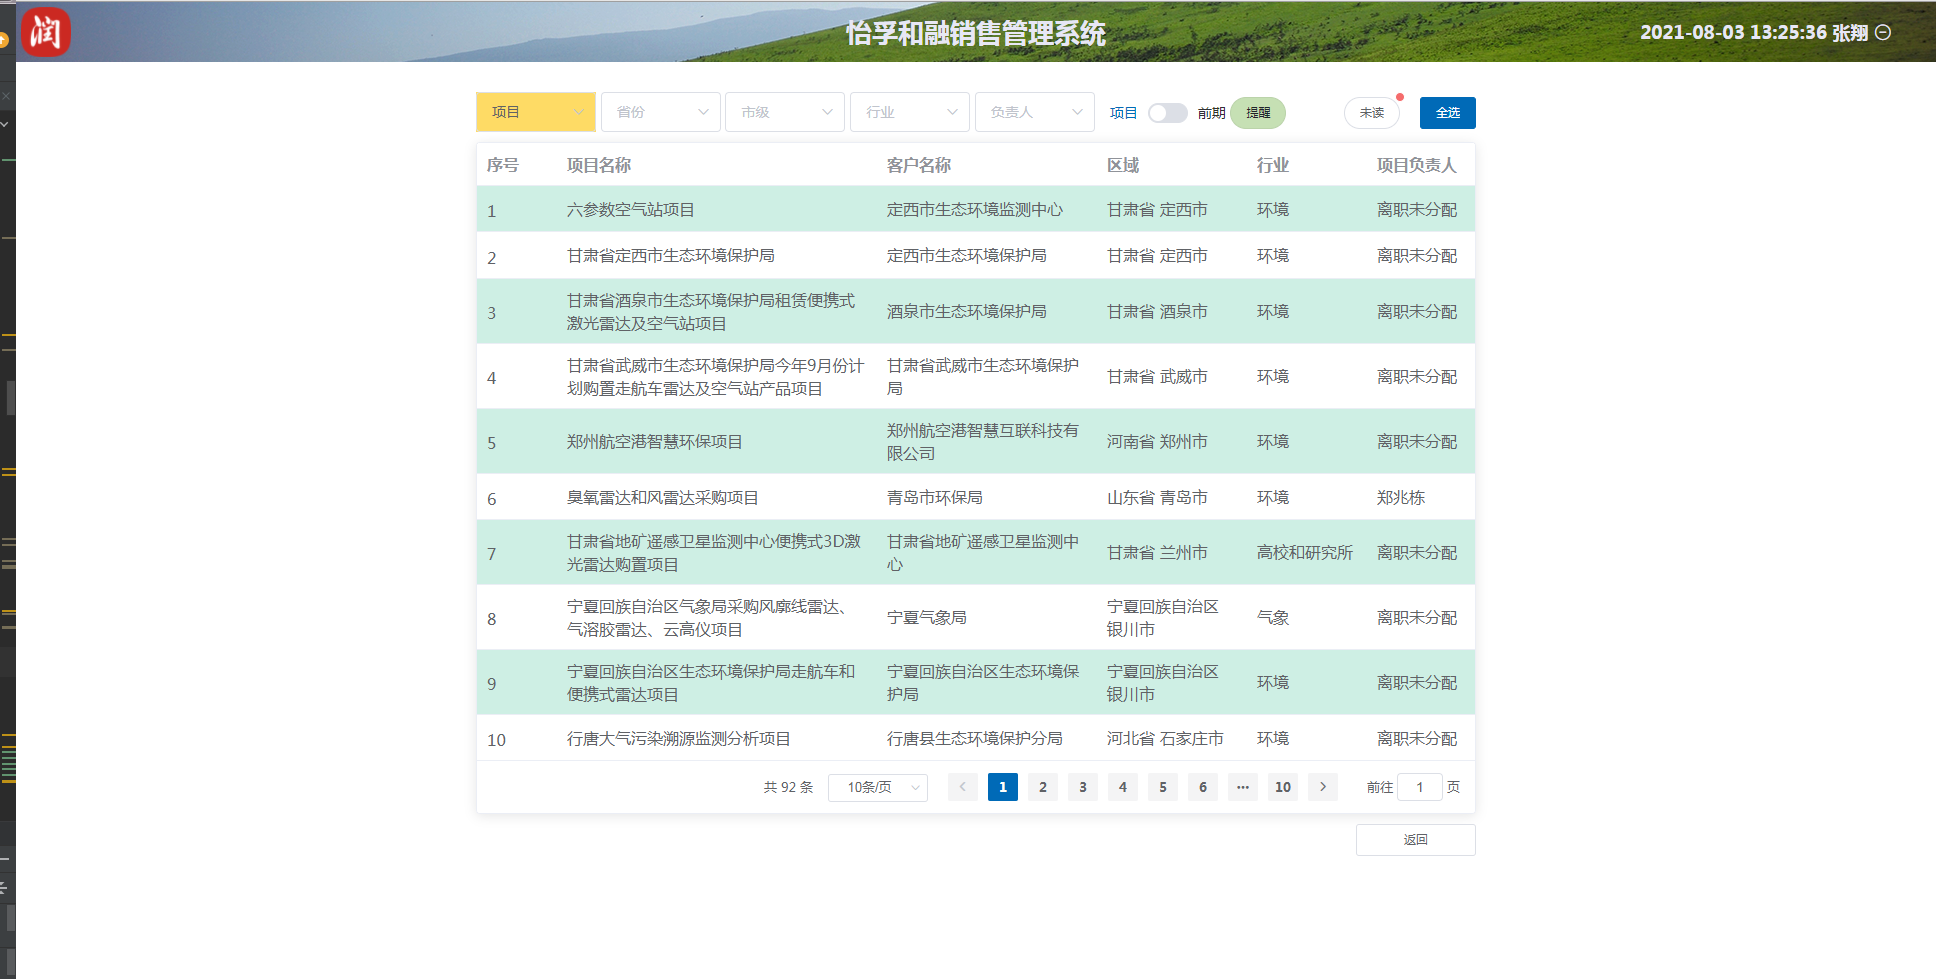 润
怡孚和融销售管理系统
2021-08-03 13:25:36 张翔
项目 省份 市级 行业 负责人 项目 前期 提醒 未读 全选
序号 项目名称 客户名称 区域 行业 项目负责人
1 六参数空气站项目 定西市生态环境监测中心 甘肃省 定西市 环境 离职未分配
2 甘肃省定西市生态环境保护局 定西市生态环境保护局 甘肃省 定西市 环境 离职未分配
3 甘肃省酒泉市生态环境保护局租赁便携式
激光雷达及空气站项目 酒泉市生态环境保护局 甘肃省 酒泉市 环境 离职未分配
4 甘肃省武威市生态环境保护局今年9月份计
划购置走航车雷达及空气站产品项目 甘肃省武威市生态环境保护
局 甘肃省 武威市 环境 离职未分配
5 郑州航空港智慧环保项目 郑州航空港智慧互联科技有
限公司 河南省 郑州市 环境 离职未分配
6 臭氧雷达和风雷达采购项目 青岛市环保局 山东省 青岛市 环境 郑兆栋
7 甘肃省地矿遥感卫星监测中心便携式3D激
光雷达购置项目 甘肃省地矿遥感卫星监测中
心 甘肃省 兰州市 高校和研究所 离职未分配
8 宁夏回族自治区气象局采购风廓线雷达、
气溶胶雷达、云高仪项目 宁夏气象局 宁夏回族自治区
银川市 气象 离职未分配
9 宁夏回族自治区生态环境保护局走航车和
便携式雷达项目 宁夏回族自治区生态环境保
护局 宁夏回族自治区
银川市 环境 离职未分配
10 行唐大气污染溯源监测分析项目 行唐县生态环境保护分局 河北省 石家庄市 环境 离职未分配
共 92 条 10条/页 1 2 3 4 5 6 ··· 10 前往 1 页
返回